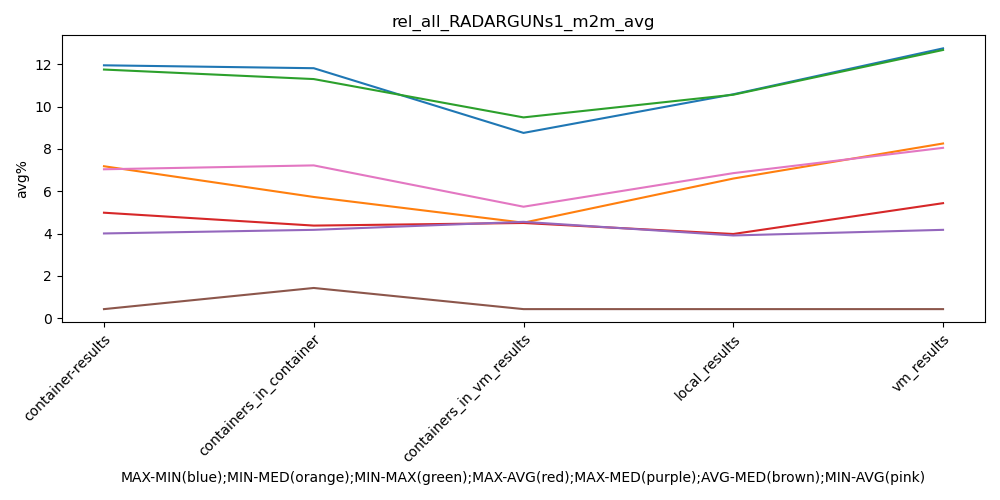 rel_all_RADARGUNs1_m2m_avg
avg%
12
10
8
6
4
2
0
container-results
containers_in_container
containers_in_vm_results
local_results
vm_results
MAX-MIN(blue);MIN-MED(orange);MIN-MAX(green);MAX-AVG(red);MAX-MED(purple);AVG-MED(brown);MIN-AVG(pink)